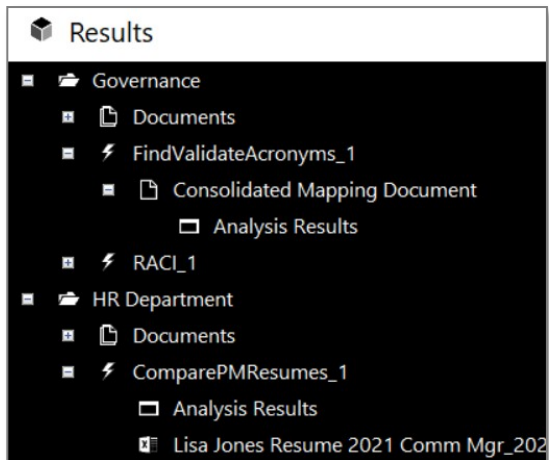 Results
Governance
Documents
FindValidateAcronyms_1
Consolidated Mapping Document
Analysis Results
RACI_1
HR Department
Documents
ComparePMResumes_1
Analysis Results
Lisa Jones Resume 2021 Comm Mgr_202